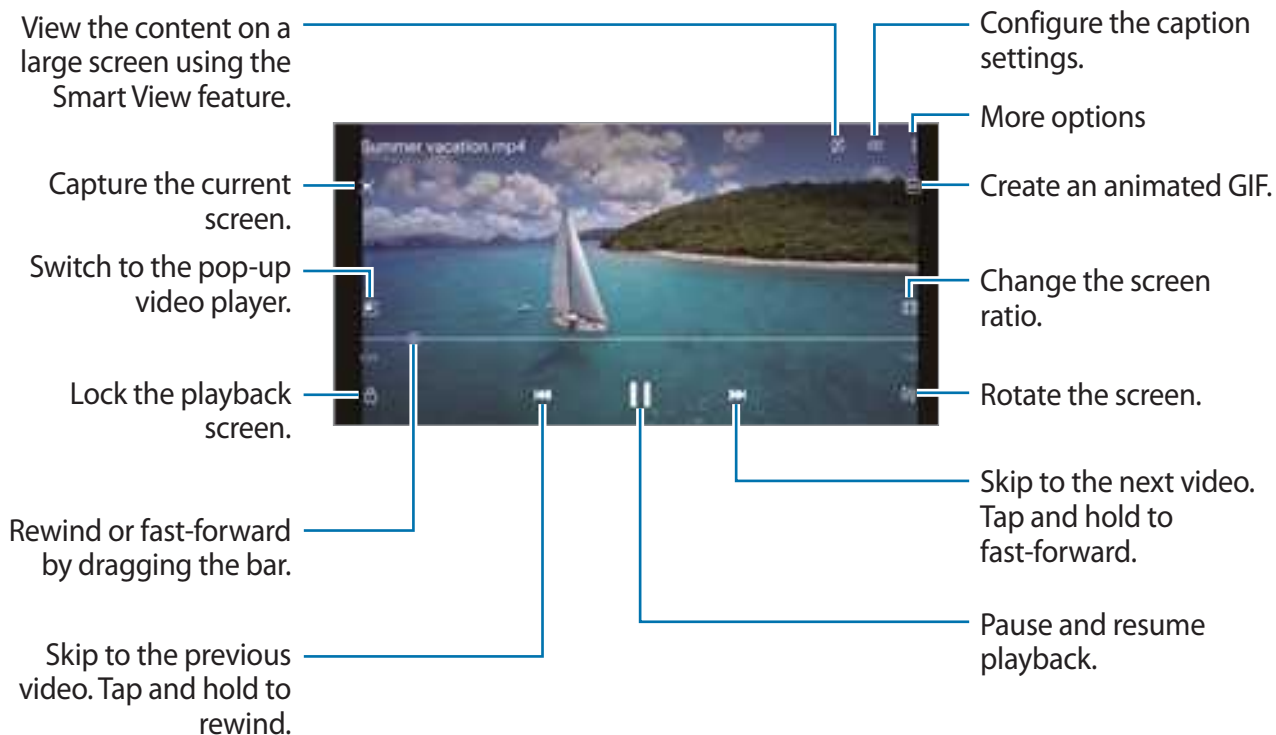 View the content on a
large screen using the
Smart View feature.
Configure the caption
settings.
More options
Summer vacation.mp4
Capture the current
screen.
Create an animated GIF.
Switch to the pop-up
video player.
Change the screen
ratio.
Lock the playback
screen.
Rotate the screen.
Rewind or fast-forward
by dragging the bar.
Skip to the next video.
Tap and hold to
fast-forward.
Skip to the previous
video. Tap and hold to
rewind.
Pause and resume
playback.